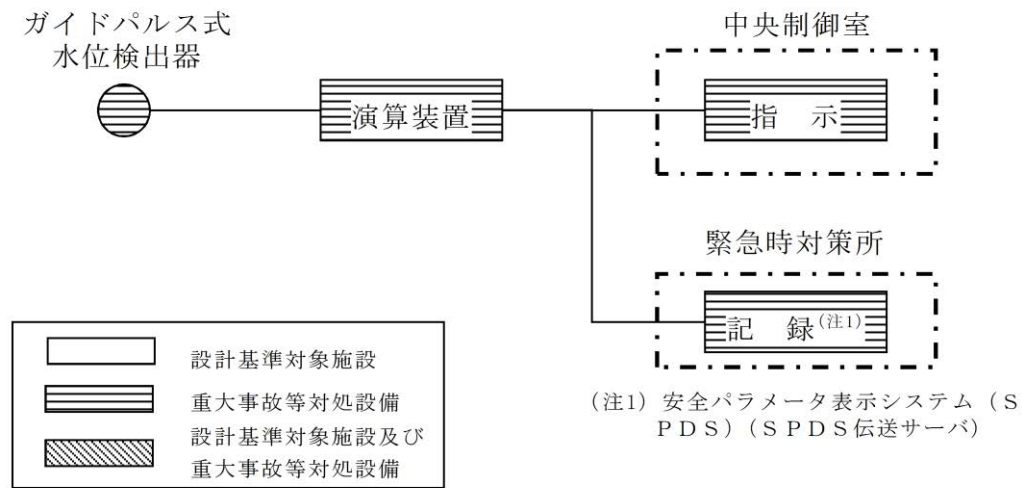 ガイドパルス式
水位検出器
中央制御室
演算装置
指　示
緊急時対策所
記　録(注1)
(注1) 安全パラメータ表示システム（S
PDS）(SPDS伝送サーバ)
設計基準対象施設
重大事故等対処設備
設計基準対象施設及び
重大事故等対処設備